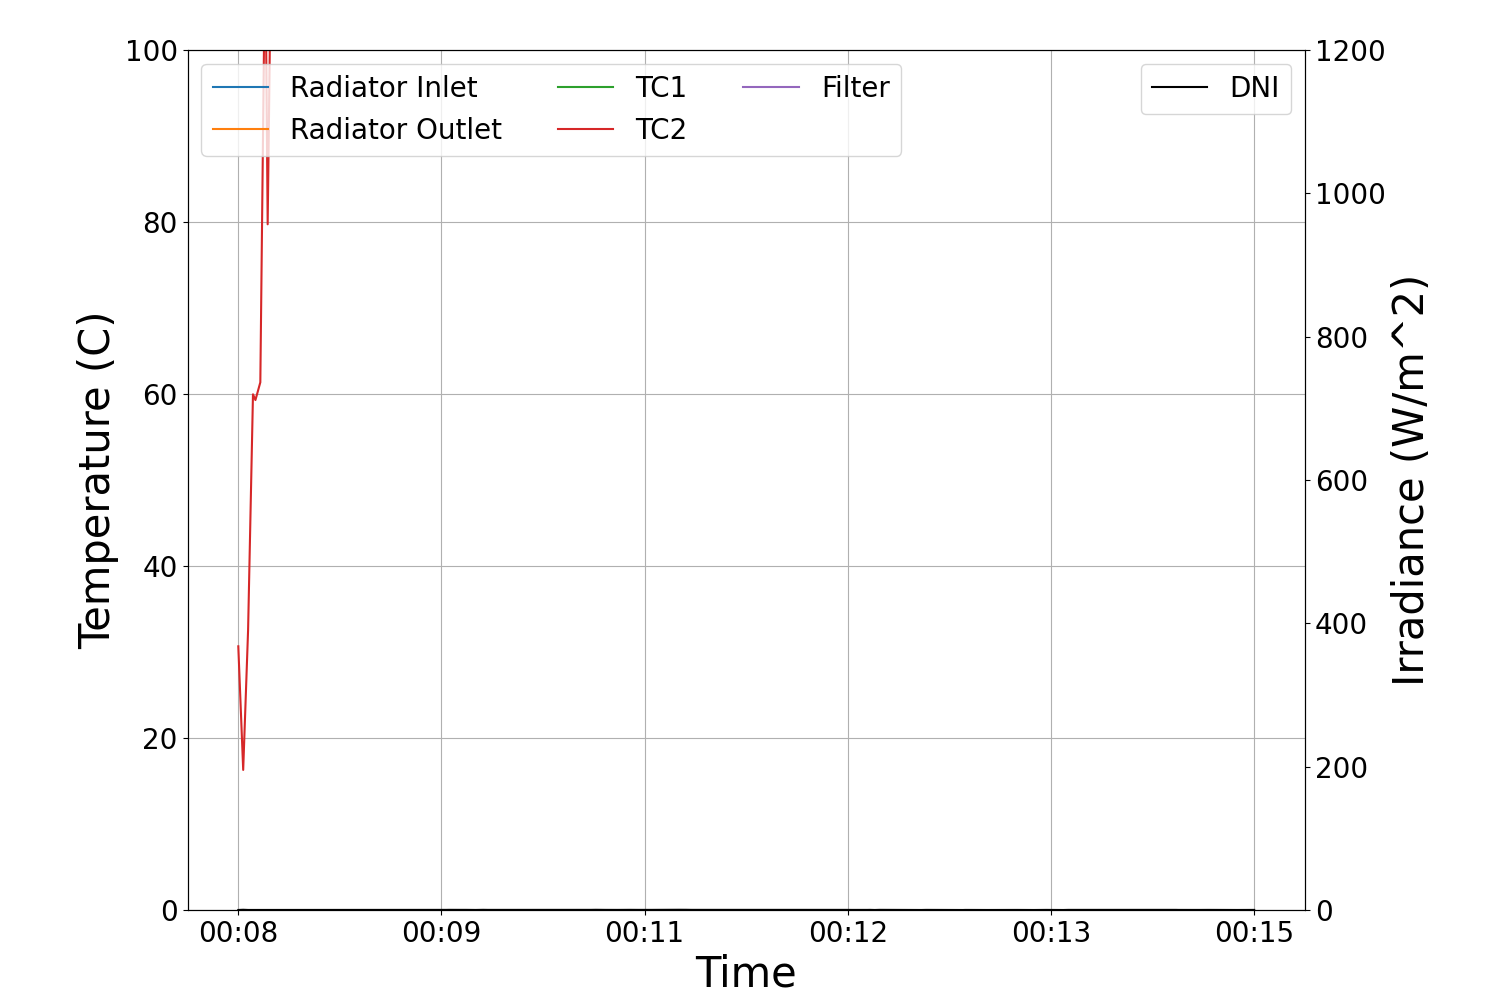 100
80
60
40
20
0
Temperature (C)
Radiator Inlet
Radiator Outlet
TC1
TC2
Filter
DNI
1200
1000
800
600
400
200
0
Irradiance (W/m^2)
00:08 00:09 00:11 00:12 00:13 00:15
Time